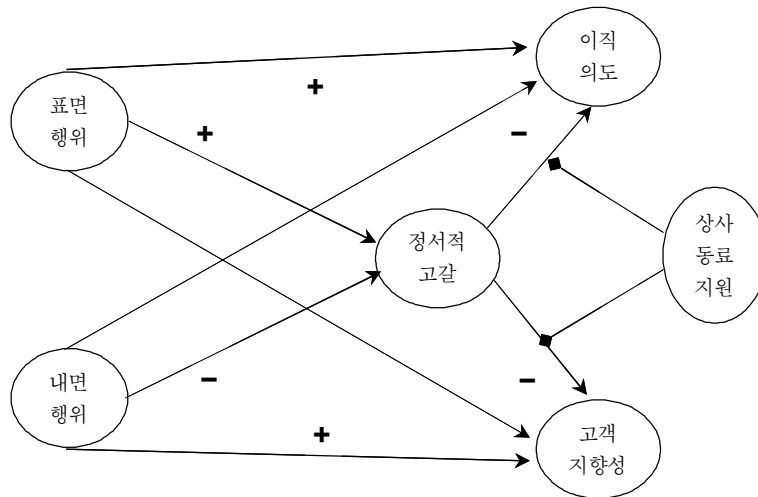 이직
의도
표면
행위
+
+
−
정서적
고갈
상사
동료
지원
내면
행위
−
−
+
고객
지향성